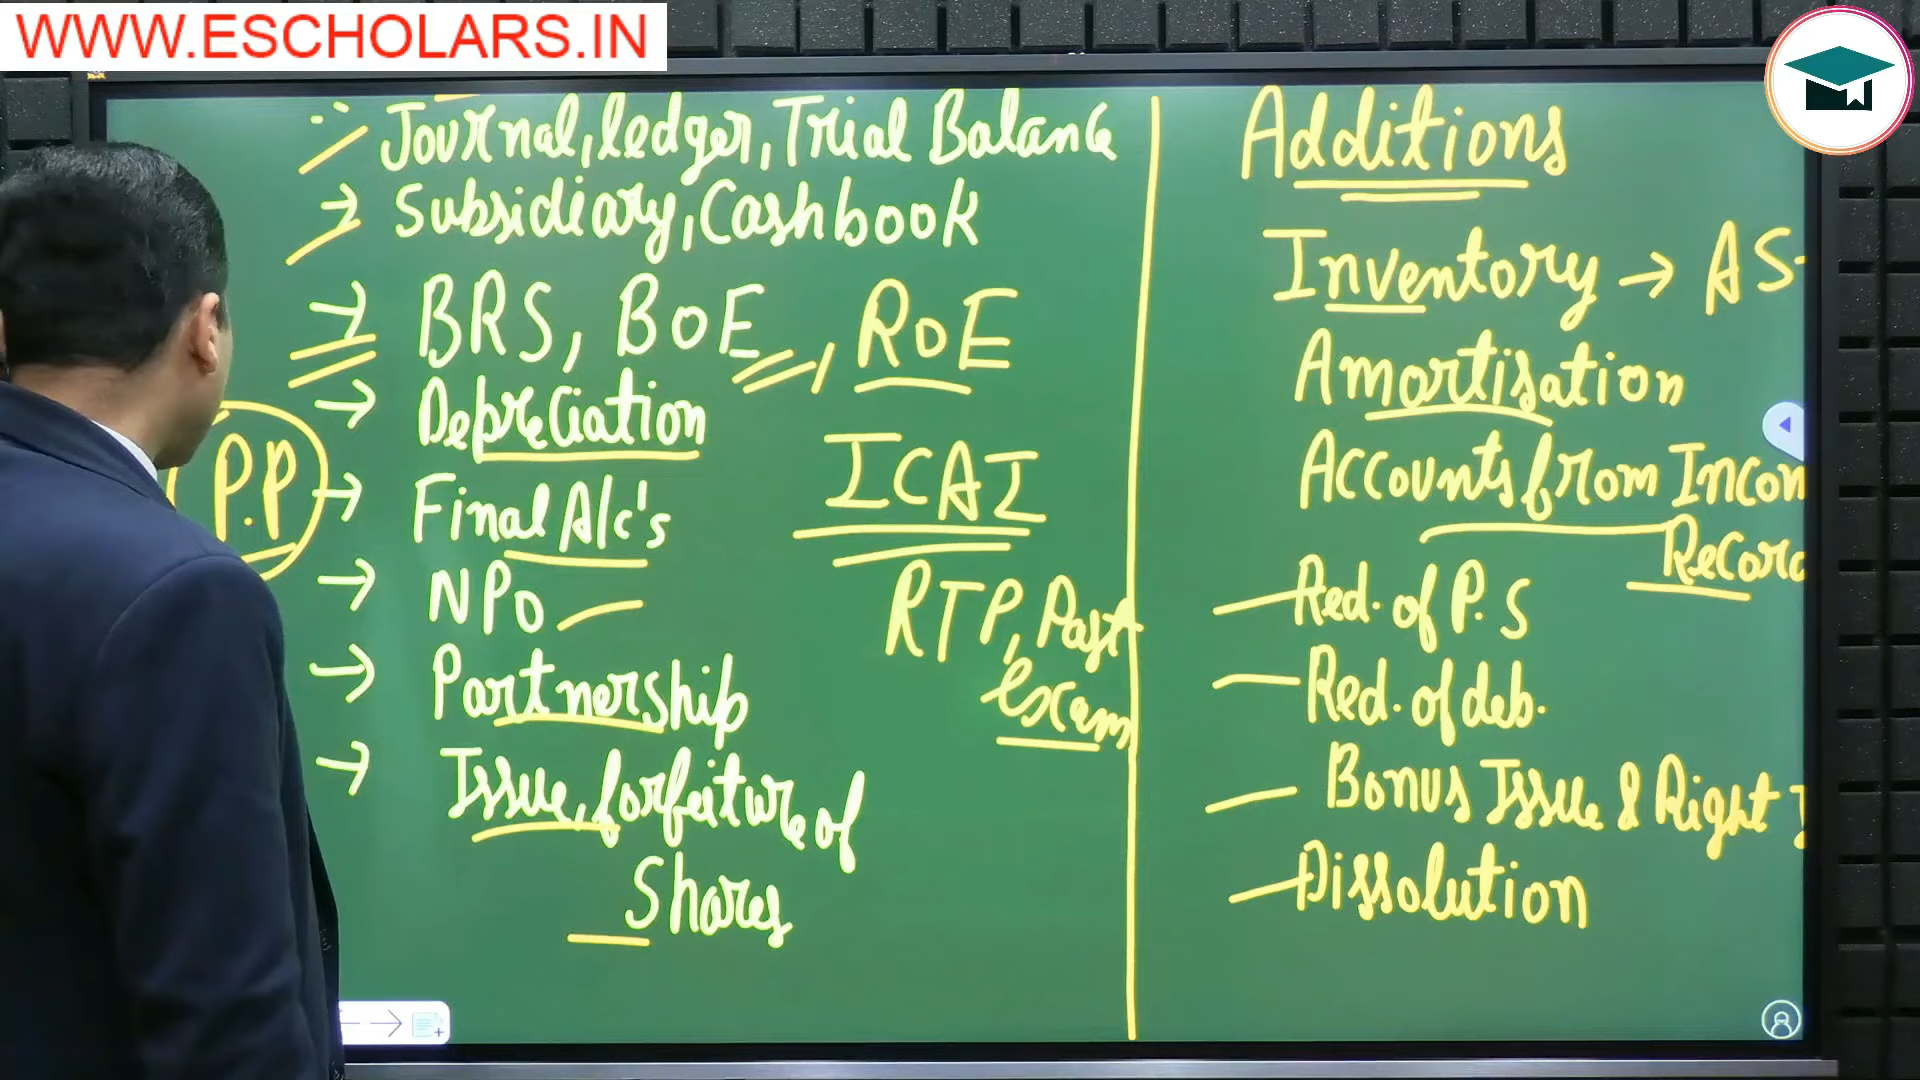 WWW.ESCHOLARS.IN
Journal, ledger, Trial Balance
→ Subsidiary, Cashbook
→ BRS, BOE, ROE
→ Depreciation
P.P
→ Final A/c's
ICAI
→ NPO
RTP, Past
exam
→ Partnership
→ Issue, forfeiture of
Shares
Additions
Inventory → AS-
Amortisation
Accounts from Incom
Record
Red. of P.S
Red. of deb.
Bonus Issue & Right I
Dissolution